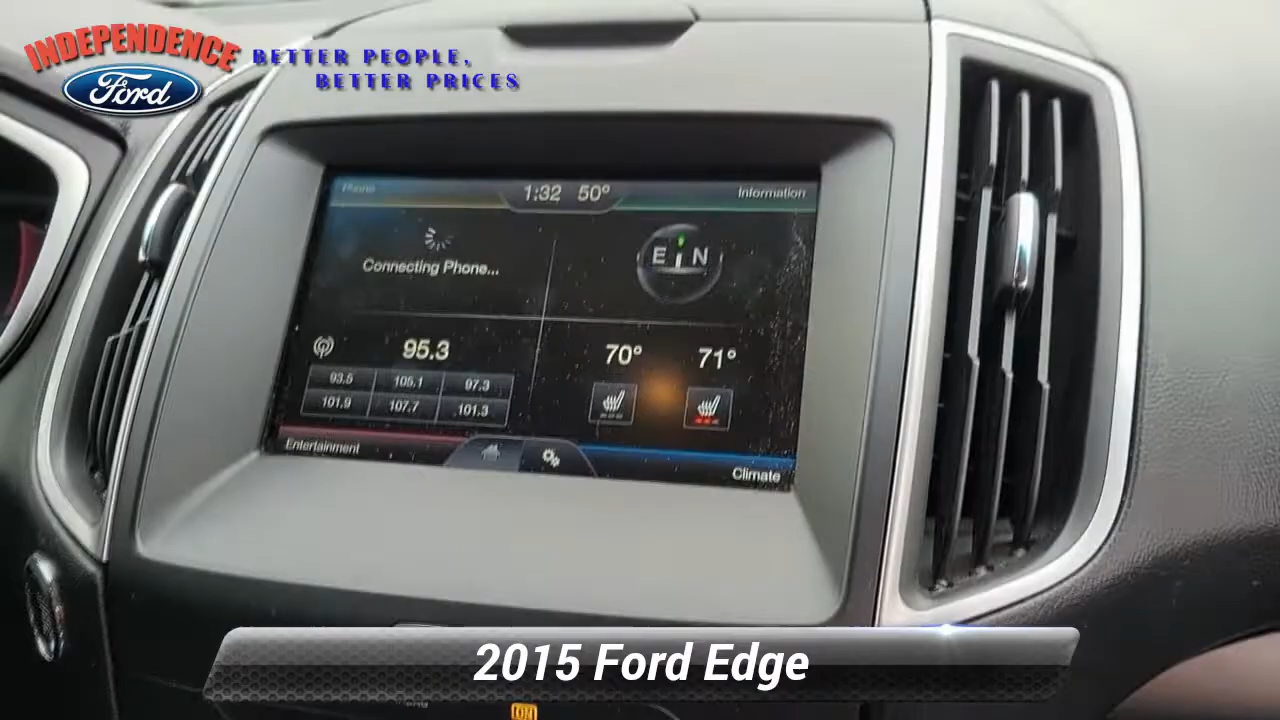 INDEPENDENCE
Ford
BETTER PEOPLE,
BETTER PRICES
Phone 1:32 50° Information
Connecting Phone...
E N
95.3
93.5 105.1 97.3
101.9 107.7 101.3
70° 71°
Entertainment
Climate
2015 Ford Edge
ON